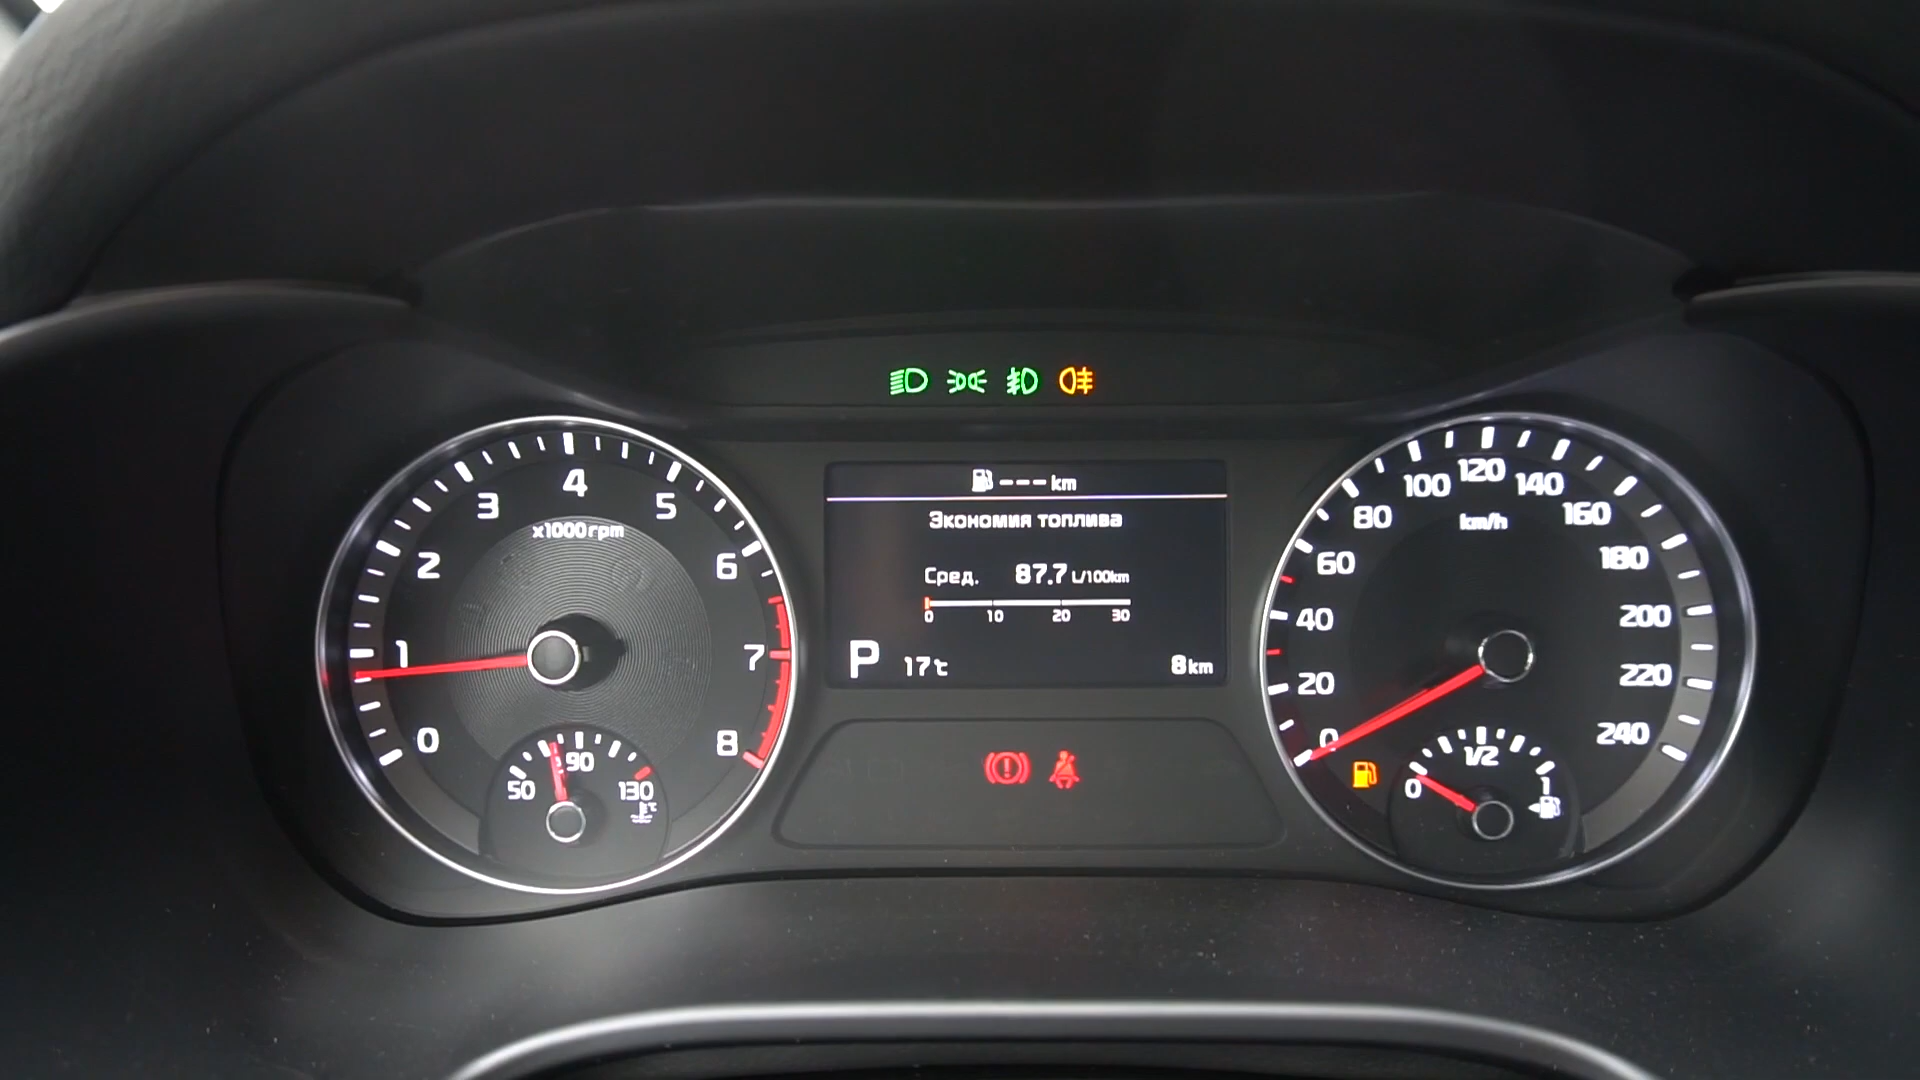 --- km
Экономия топлива
Сред. 87.7 L/100km
0 10 20 30
P 17℃ 8km
0 1 2 3 4 5 6 7 8
x1000rpm
50 90 130
℃
0 20 40 60 80 100 120 140 160 180 200 220 240
km/h
0 1/2 1